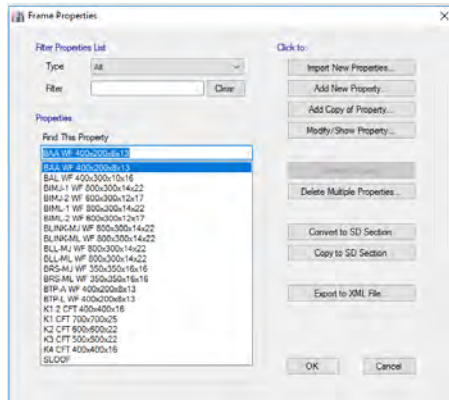 Frame Properties
Filter Properties List
Type
All
Filter
Clear
Properties
Find This Property
BAA WF 400x200x8x13
BAA WF 400x200x8x13
BAL WF 400x300x10x16
BIMJ-1 WF 800x300x14x22
BIMJ-2 WF 600x300x12x17
BIML-1 WF 800x300x14x22
BIML-2 WF 600x300x12x17
BLINK-MJ WF 800x300x14x22
BLINK-ML WF 800x300x14x22
BLL-MJ WF 800x300x14x22
BLL-ML WF 800x300x14x22
BRS-MJ WF 350x350x16x16
BRS-ML WF 350x350x16x16
BTP-A WF 400x200x8x13
BTP-L WF 400x200x8x13
K1.2 CFT 400x400x16
K1 CFT 700x700x25
K2 CFT 600x600x22
K3 CFT 500x500x22
K4 CFT 400x400x16
SLOOF
Click to:
Import New Properties...
Add New Property...
Add Copy of Property...
Modify/Show Property...
Delete Multiple Properties...
Convert to SD Section
Copy to SD Section
Export to XML File...
OK
Cancel